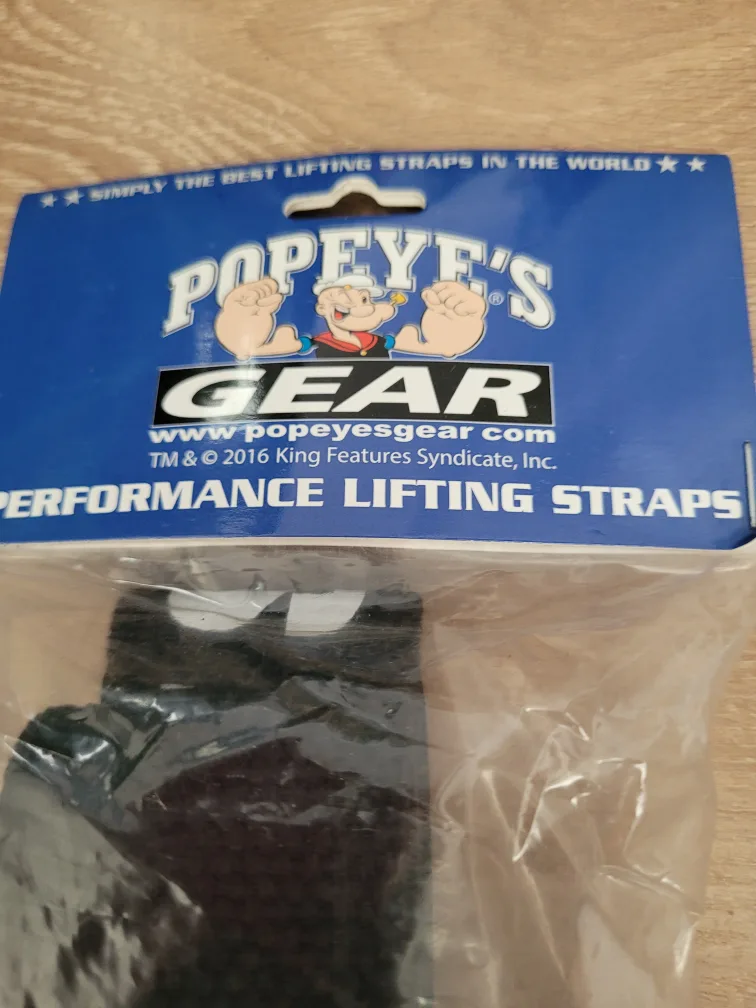 ★ ★ SIMPLY THE BEST LIFTING STRAPS IN THE WORLD ★ ★
POPEYE'S®
GEAR
www popeyesgear com
TM & © 2016 King Features Syndicate, Inc.
PERFORMANCE LIFTING STRAPS